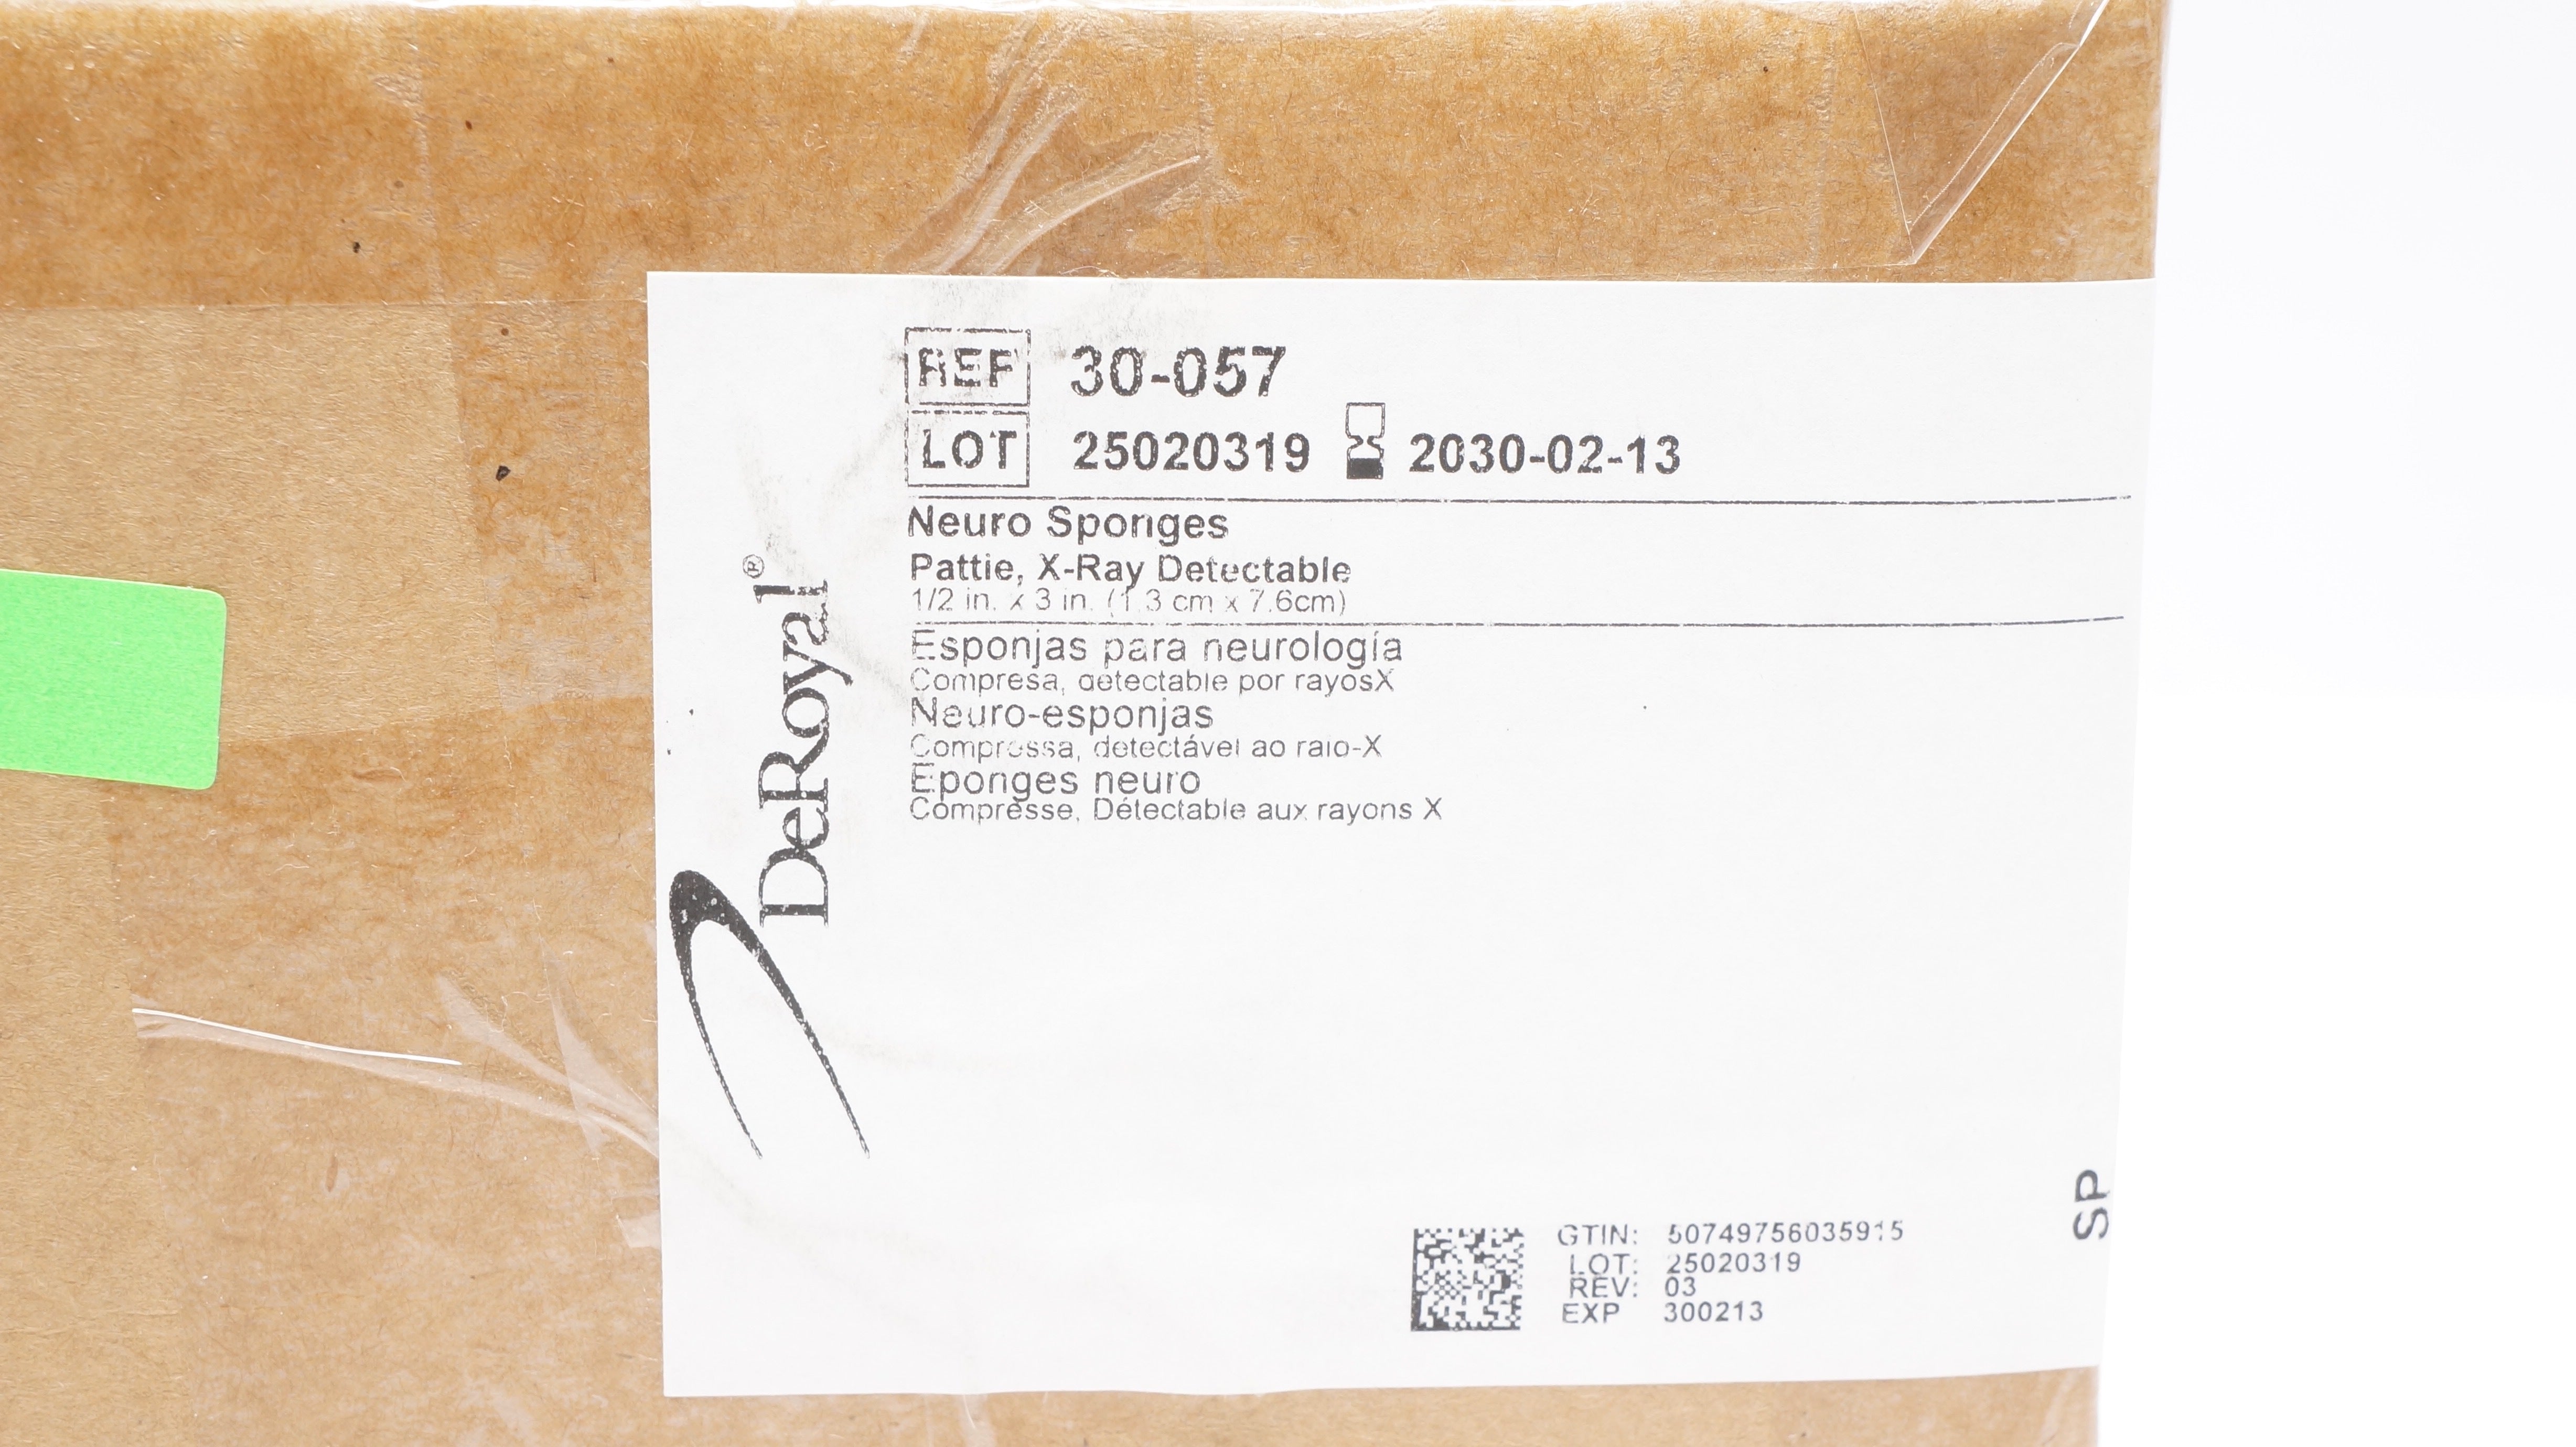 REF 30-057
LOT 25020319 2030-02-13
Neuro Sponges
Pattie, X-Ray Detectable
1/2 in. x 3 in. (1.3 cm x 7.6cm)
Esponjas para neurología
Compresa, detectable por rayosX
Neuro-esponjas
Compressa, detectável ao raio-X
Eponges neuro
Compresse, Détectable aux rayons X
DeRoyal®
GTIN: 50749756035915
LOT: 25020319
REV: 03
EXP 300213
SP